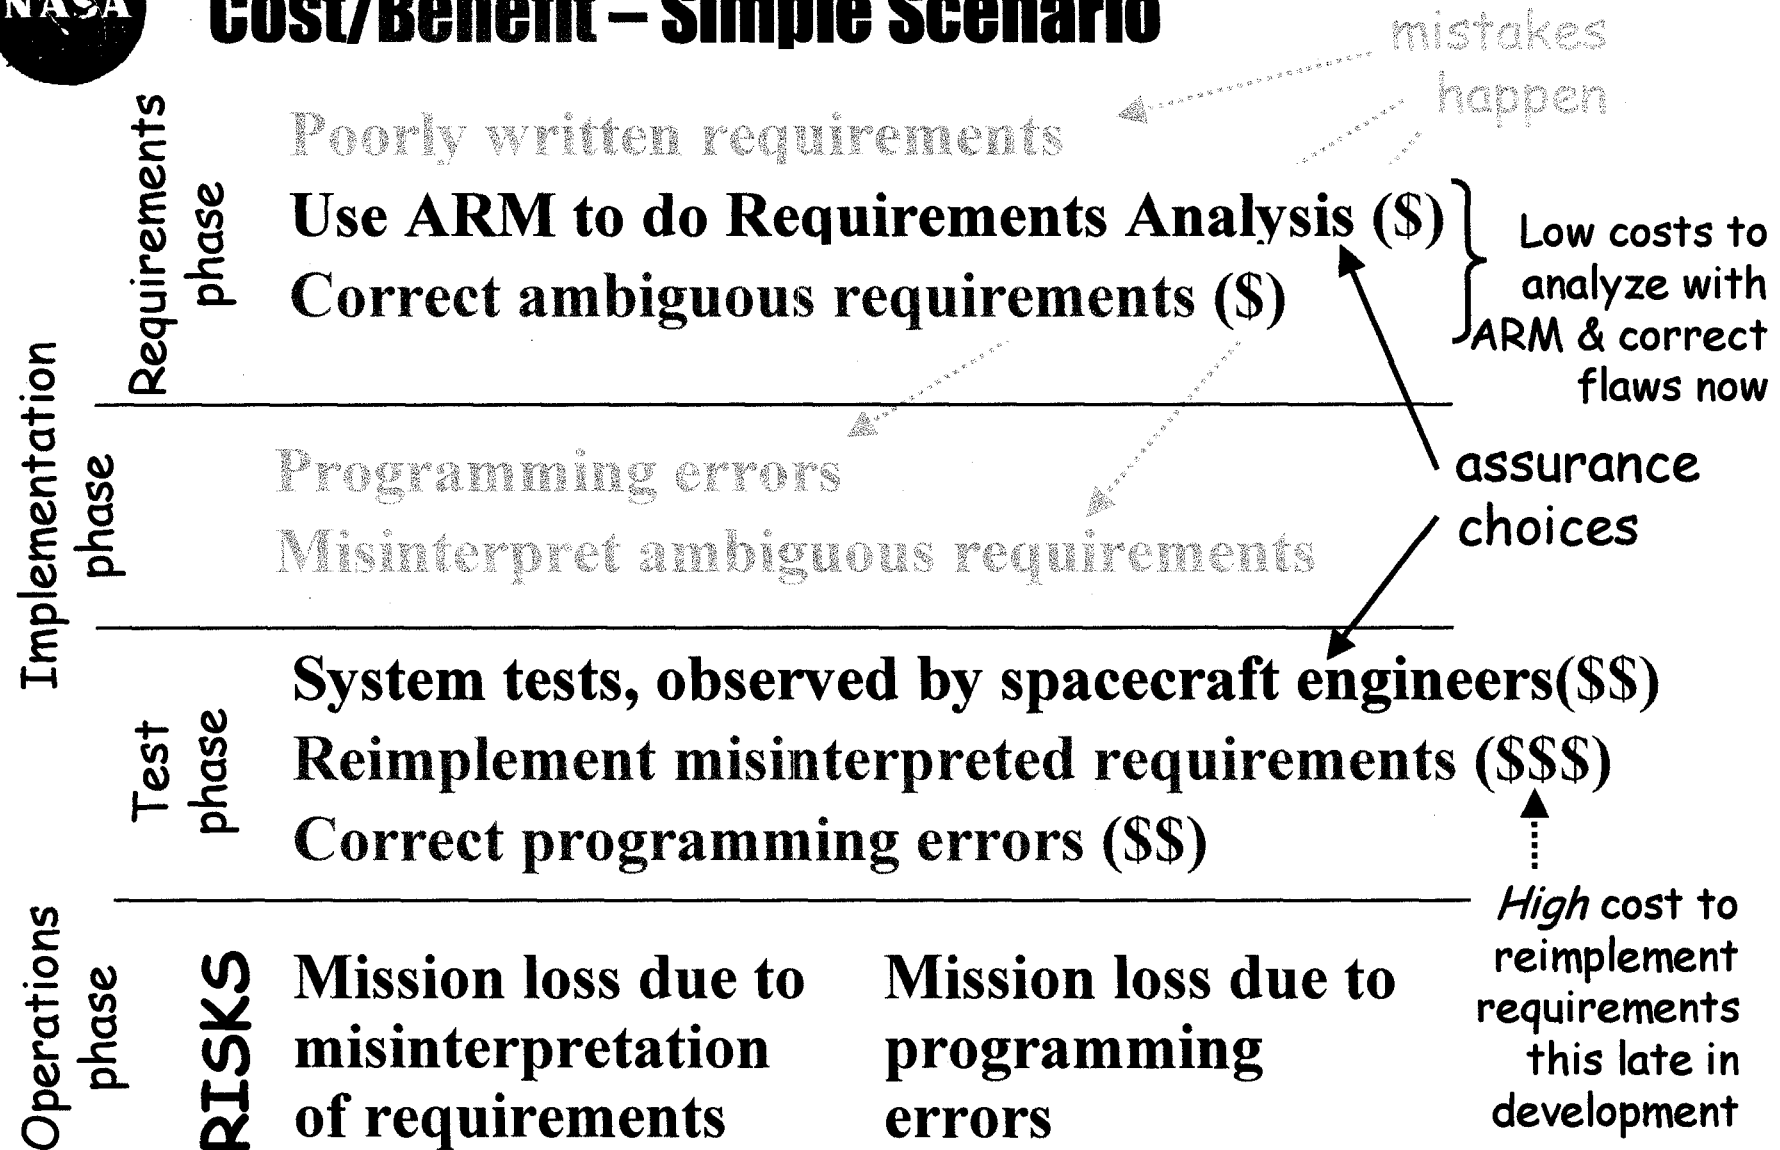 NASA
Cost/Benefit – Simple Scenario
mistakes
happen
Requirements
phase
Poorly written requirements
Use ARM to do Requirements Analysis ($)
Correct ambiguous requirements ($)
Low costs to
analyze with
ARM & correct
flaws now
Implementation
phase
Programming errors
Misinterpret ambiguous requirements
assurance
choices
Test
phase
System tests, observed by spacecraft engineers($$)
Reimplement misinterpreted requirements ($$$)
Correct programming errors ($$)
High cost to
reimplement
requirements
this late in
development
Operations
phase
RISKS
Mission loss due to
misinterpretation
of requirements
Mission loss due to
programming
errors